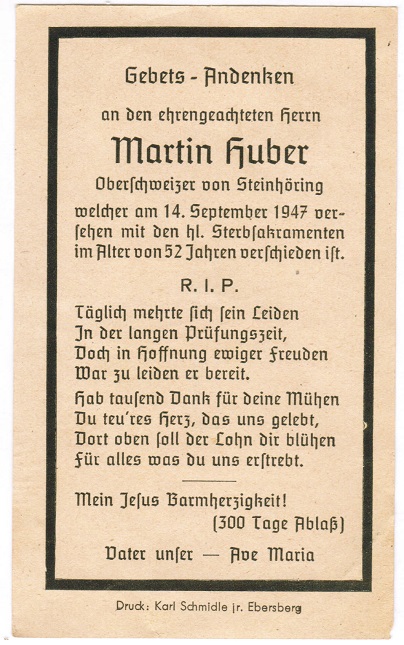 Gebets - Andenken
an den ehrengeachteten Herrn
Martin Huber
Oberschweizer von Steinhöring
welcher am 14. September 1947 ver-
sehen mit den hl. Sterbsakramenten
im Alter von 52 Jahren verschieden ist.
R. I. P.
Täglich mehrte sich sein Leiden
In der langen Prüfungszeit,
Doch in Hoffnung ewiger Freuden
War zu leiden er bereit.
Hab tausend Dank für deine Mühen
Du teu'res Herz, das uns gelebt,
Dort oben soll der Lohn dir blühen
Für alles was du uns erstrebt.
Mein Jesus Barmherzigkeit!
(300 Tage Ablaß)
Vater unser — Ave Maria
Druck: Karl Schmidle jr. Ebersberg